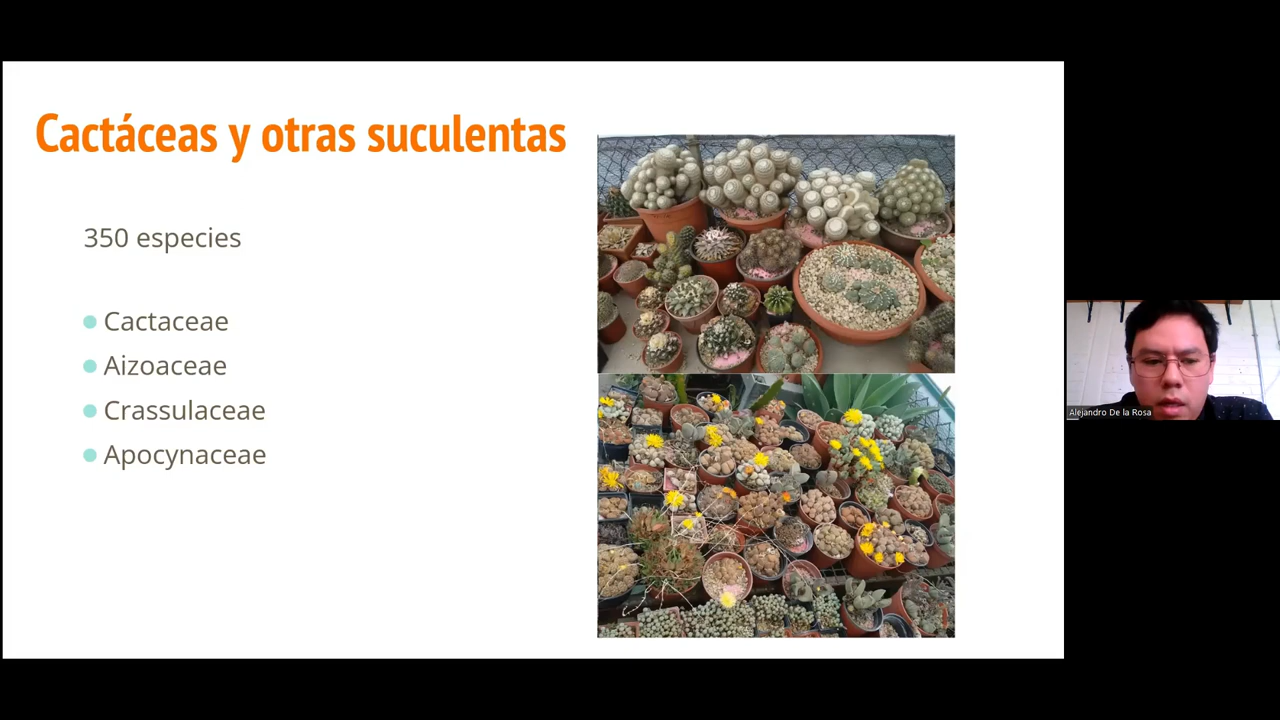 Cactáceas y otras suculentas
350 especies
Cactaceae
Aizoaceae
Crassulaceae
Apocynaceae
Alejandro De la Rosa